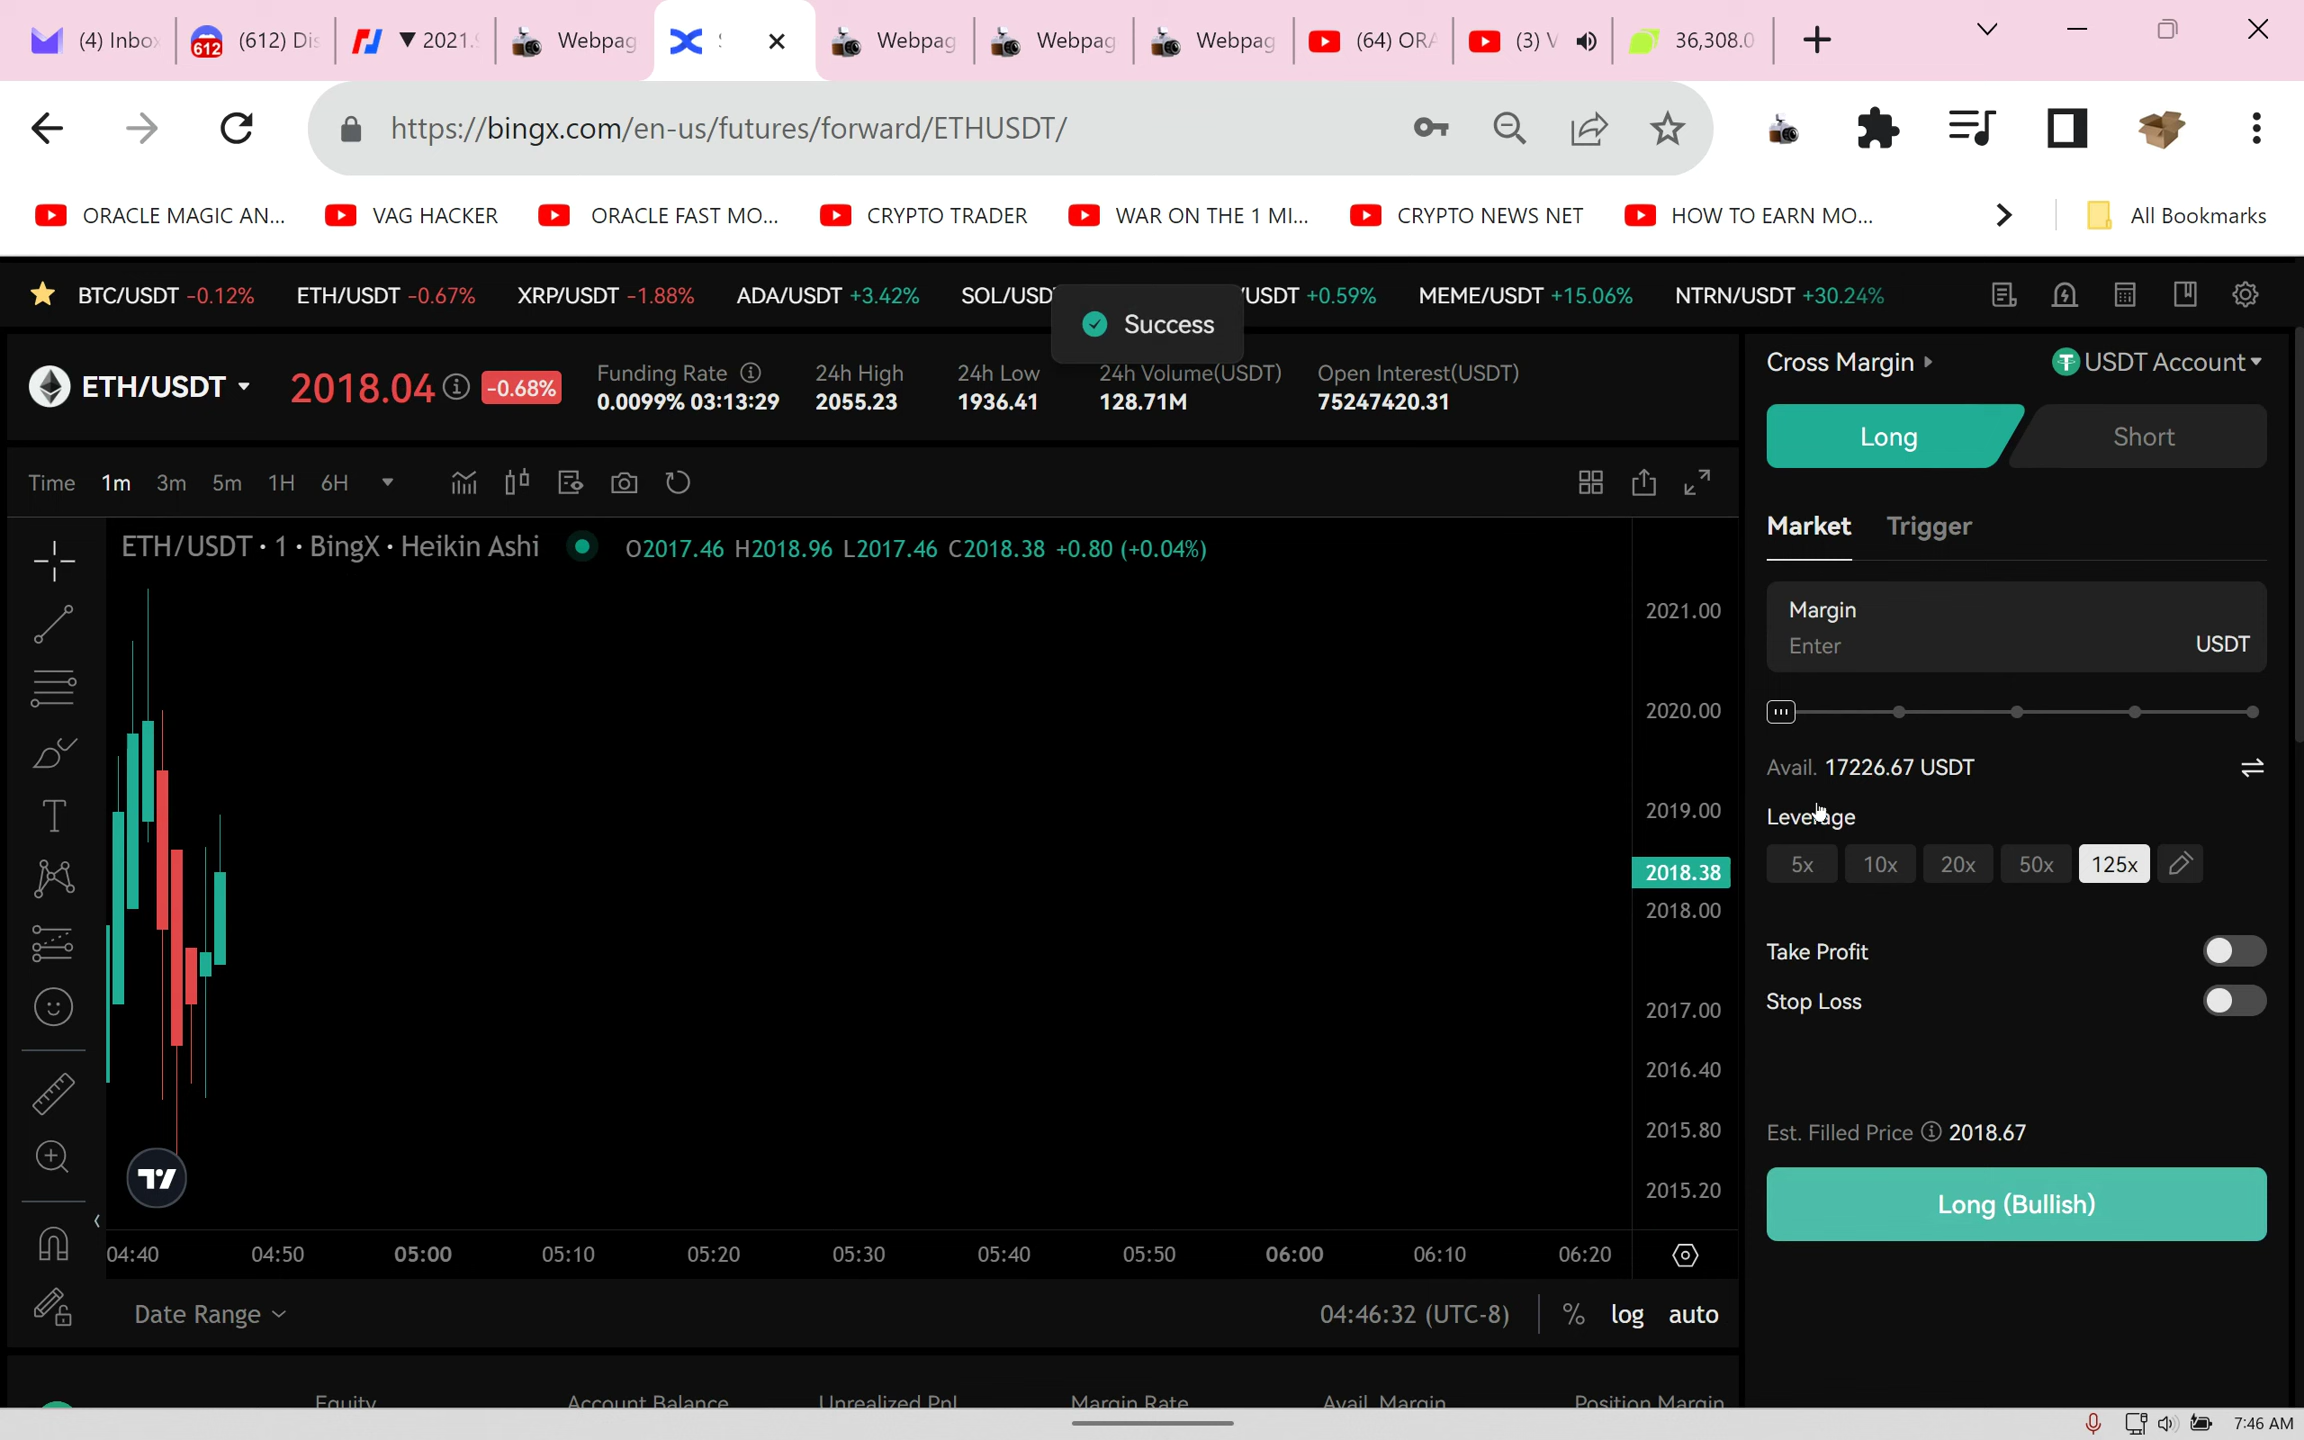 (4) Inbo
612
(612) Dis
▼ 2021.
Webpag
Webpag
Webpag
Webpag
(64) ORA
(3) V
36,308.0
https://bingx.com/en-us/futures/forward/ETHUSDT/
ORACLE MAGIC AN...
VAG HACKER
ORACLE FAST MO...
CRYPTO TRADER
WAR ON THE 1 MI...
CRYPTO NEWS NET
HOW TO EARN MO...
All Bookmarks
BTC/USDT -0.12%
ETH/USDT -0.67%
XRP/USDT -1.88%
ADA/USDT +3.42%
SOL/USD
/USDT +0.59%
MEME/USDT +15.06%
NTRN/USDT +30.24%
Success
ETH/USDT
2018.04
-0.68%
Funding Rate
0.0099% 03:13:29
24h High
2055.23
24h Low
1936.41
24h Volume(USDT)
128.71M
Open Interest(USDT)
75247420.31
Cross Margin
USDT Account
Long
Short
Time 1m 3m 5m 1H 6H
ETH/USDT · 1 · BingX · Heikin Ashi
O2017.46 H2018.96 L2017.46 C2018.38 +0.80 (+0.04%)
Market
Trigger
Margin
Enter
USDT
Avail. 17226.67 USDT
Leverage
5x
10x
20x
50x
125x
Take Profit
Stop Loss
Est. Filled Price 2018.67
Long (Bullish)
2021.00
2020.00
2019.00
2018.38
2018.00
2017.00
2016.40
2015.80
2015.20
04:40 04:50 05:00 05:10 05:20 05:30 05:40 05:50 06:00 06:10 06:20
Date Range
04:46:32 (UTC-8)
%
log
auto
Equity
Account Balance
Unrealized PnL
Margin Rate
Avail. Margin
Position Margin
7:46 AM